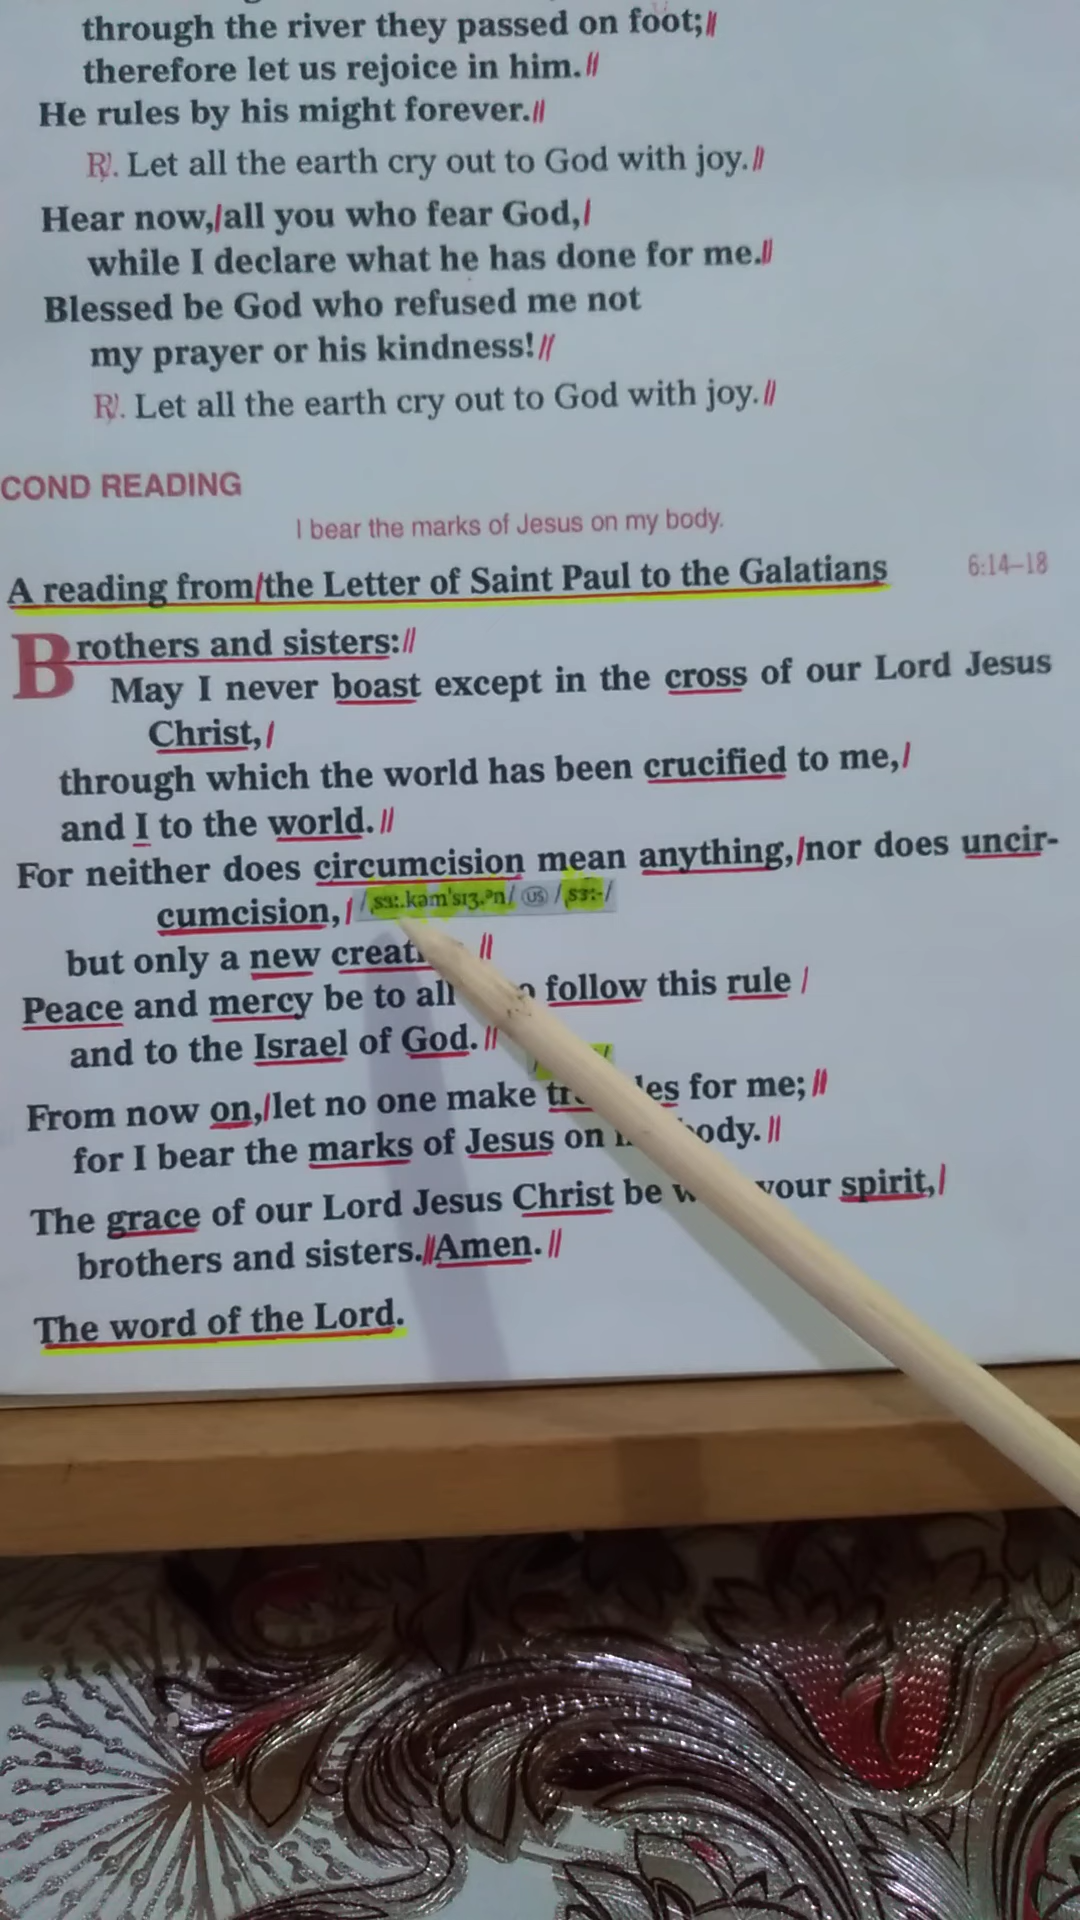 through the river they passed on foot;//
therefore let us rejoice in him.//
He rules by his might forever.//
R. Let all the earth cry out to God with joy.//
Hear now,/all you who fear God,/
while I declare what he has done for me.//
Blessed be God who refused me not
my prayer or his kindness!//
R. Let all the earth cry out to God with joy.//
COND READING
I bear the marks of Jesus on my body.
A reading from/the Letter of Saint Paul to the Galatians 6:14–18
Brothers and sisters://
May I never boast except in the cross of our Lord Jesus
Christ,/
through which the world has been crucified to me,/
and I to the world.//
For neither does circumcision mean anything,/nor does uncir-
cumcision,/ /ˌsɜː.kəmˈsɪʒ.ᵊn/ US /ˌsɜː-/
but only a new //
Peace and mercy be to all follow this rule /
and to the Israel of God.//
From now on,/let no one make for me;//
for I bear the marks of Jesus on //
The grace of our Lord Jesus Christ be your spirit,/
brothers and sisters.//Amen.//
The word of the Lord.